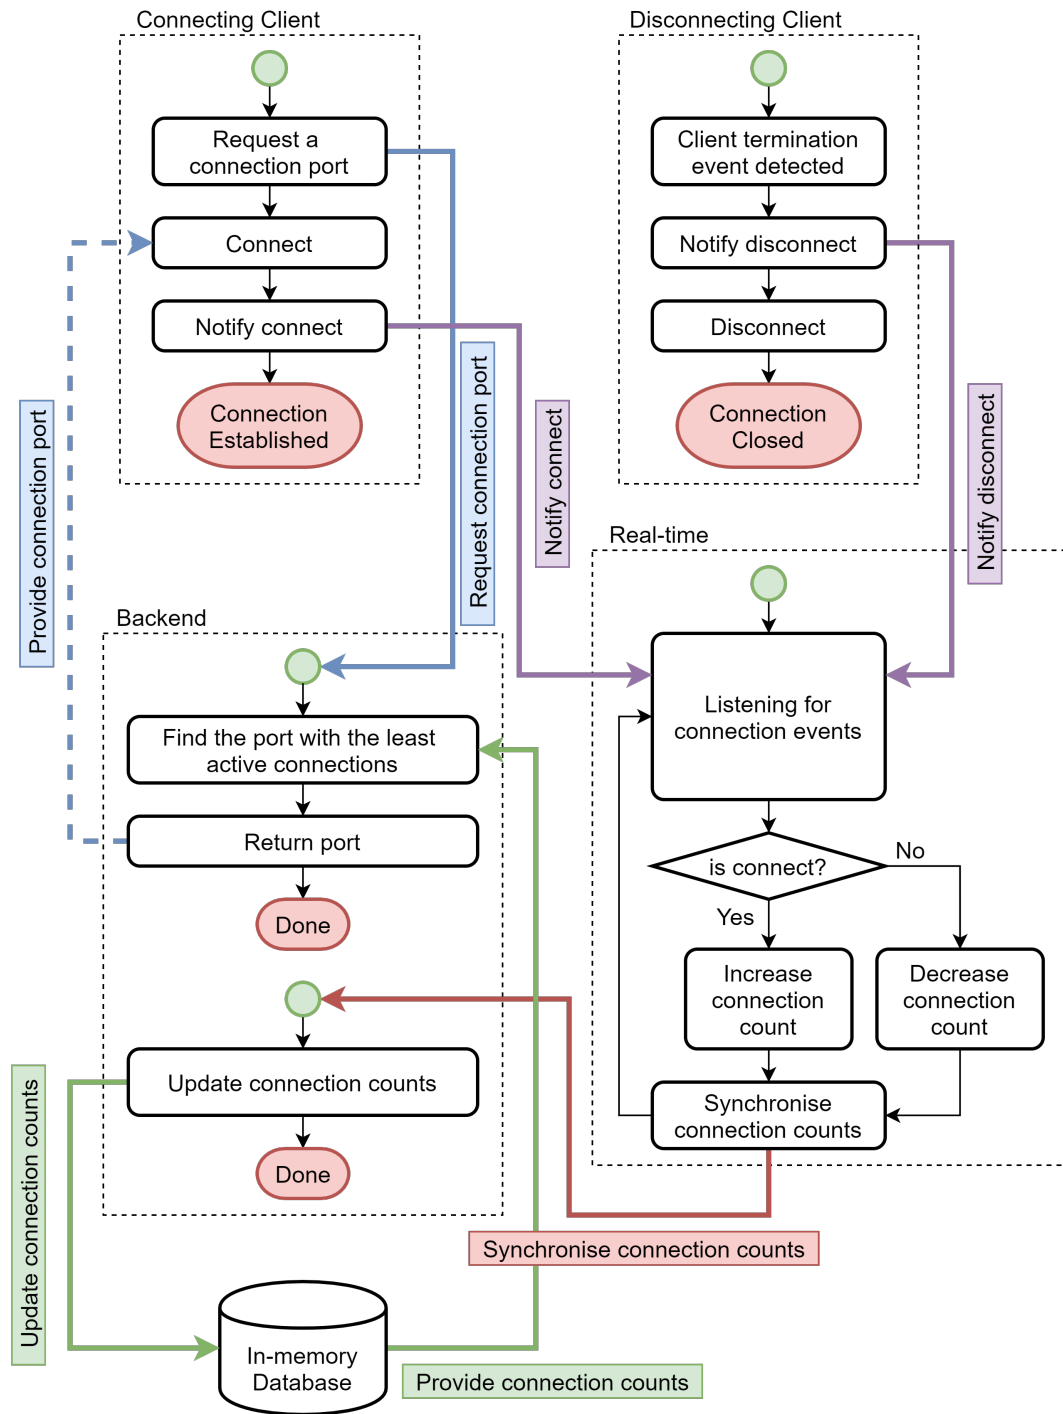 Connecting Client
Request a
connection port
Connect
Notify connect
Connection
Established
Disconnecting Client
Client termination
event detected
Notify disconnect
Disconnect
Connection
Closed
Provide connection port
Request connection port
Notify connect
Notify disconnect
Real-time
Listening for
connection events
is connect?
No
Yes
Increase
connection
count
Decrease
connection
count
Synchronise
connection counts
Backend
Find the port with the least
active connections
Return port
Done
Update connection counts
Done
Update connection counts
Synchronise connection counts
In-memory
Database
Provide connection counts